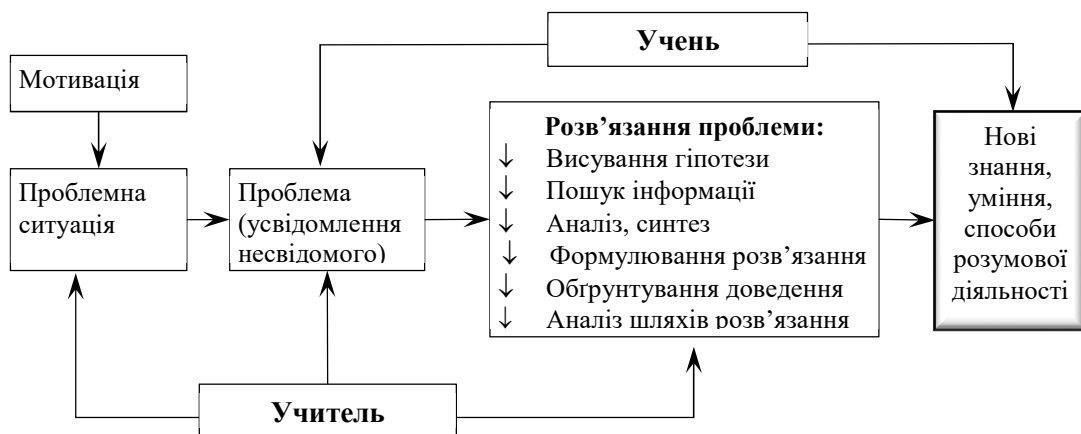 Учень
Мотивація
Проблемна
ситуація
Проблема
(усвідомлення
несвідомого)
Розв’язання проблеми:
↓ Висування гіпотези
↓ Пошук інформації
↓ Аналіз, синтез
↓ Формулювання розв’язання
↓ Обґрунтування доведення
↓ Аналіз шляхів розв’язання
Нові
знання,
уміння,
способи
розумової
діяльності
Учитель